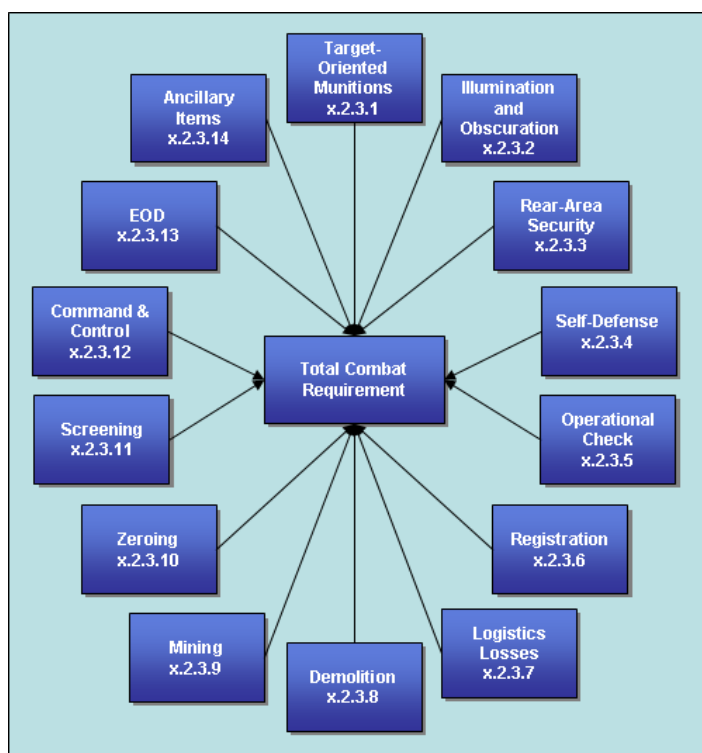 Target-
Oriented
Munitions
x.2.3.1
Illumination
and
Obscuration
x.2.3.2
Rear-Area
Security
x.2.3.3
Self-Defense
x.2.3.4
Operational
Check
x.2.3.5
Registration
x.2.3.6
Logistics
Losses
x.2.3.7
Demolition
x.2.3.8
Mining
x.2.3.9
Zeroing
x.2.3.10
Screening
x.2.3.11
Command &
Control
x.2.3.12
EOD
x.2.3.13
Ancillary
Items
x.2.3.14
Total Combat
Requirement